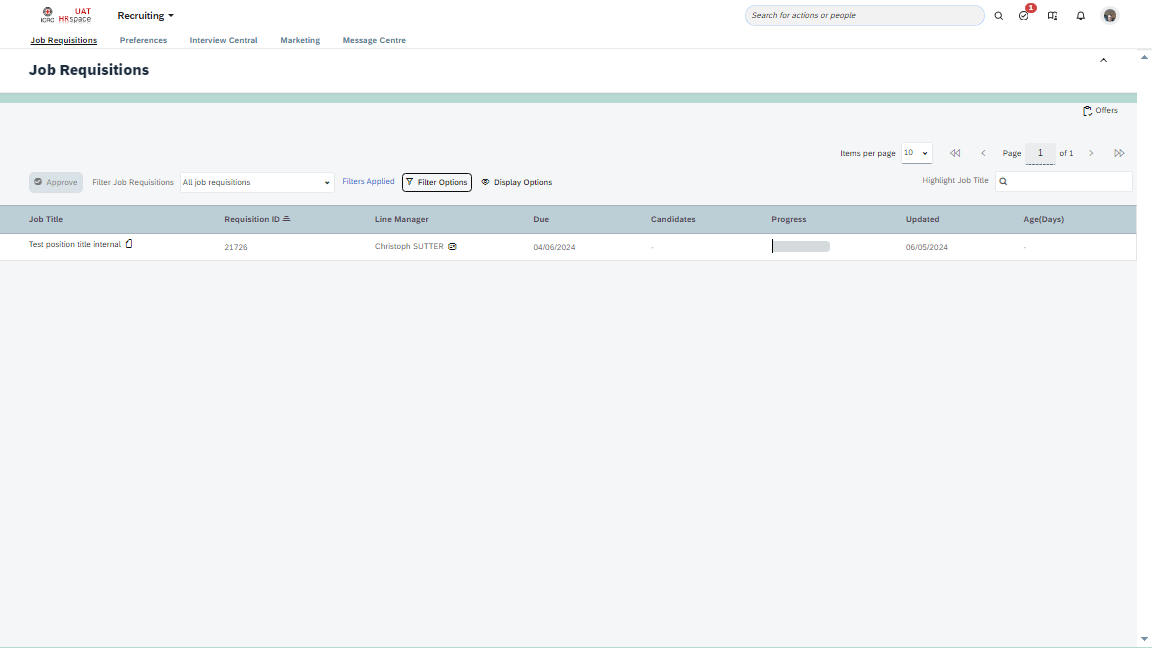 ICRC UAT HRspace Recruiting Search for actions or people 1
Job Requisitions Preferences Interview Central Marketing Message Centre
Job Requisitions
Offers
Items per page 10 Page 1 of 1
Approve Filter Job Requisitions All job requisitions Filters Applied Filter Options Display Options Highlight Job Title
Job Title Requisition ID Line Manager Due Candidates Progress Updated Age(Days)
Test position title internal 21726 Christoph SUTTER 04/06/2024 - 06/05/2024 -